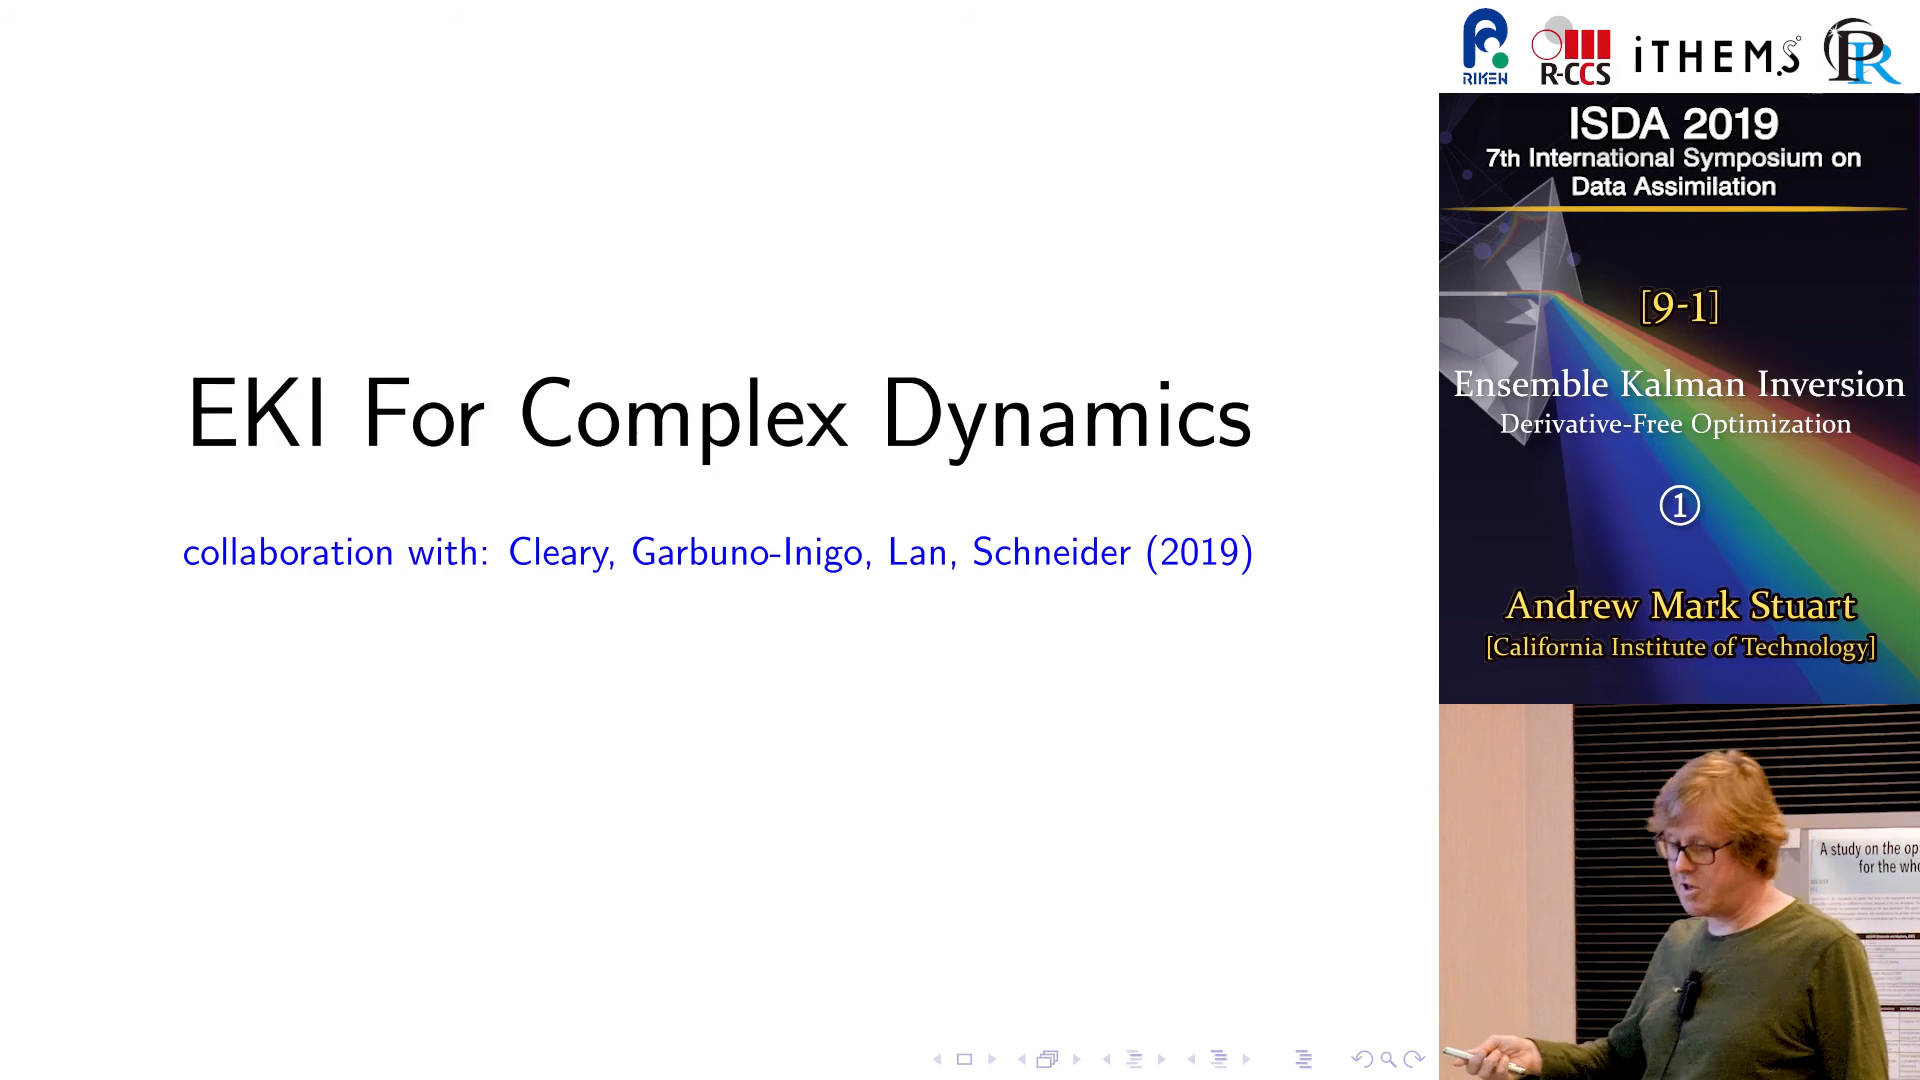 EKI For Complex Dynamics
collaboration with: Cleary, Garbuno-Inigo, Lan, Schneider (2019)
RIKEN
R-CCS
iTHEMS
PR
ISDA 2019
7th International Symposium on
Data Assimilation
[9-1]
Ensemble Kalman Inversion
Derivative-Free Optimization
①
Andrew Mark Stuart
[California Institute of Technology]
A study on the op
for the who